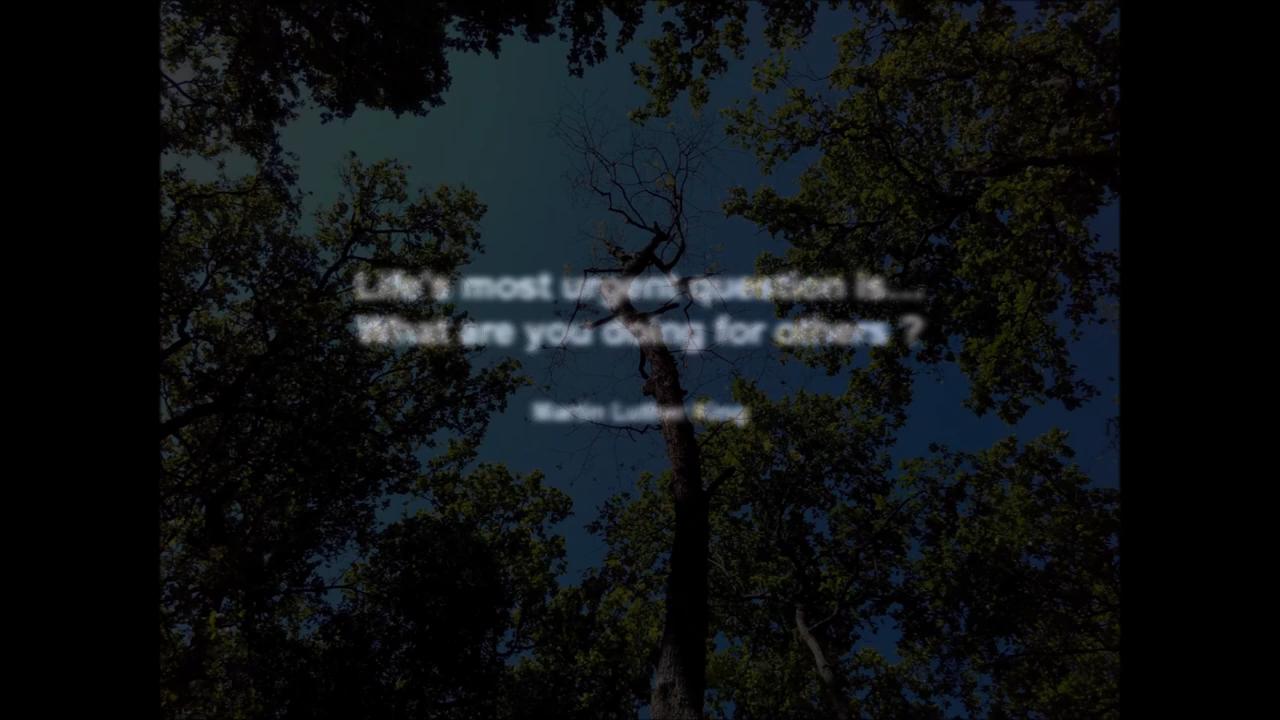 Life's most urgent question is....
What are you doing for others ?
Martin Luther King